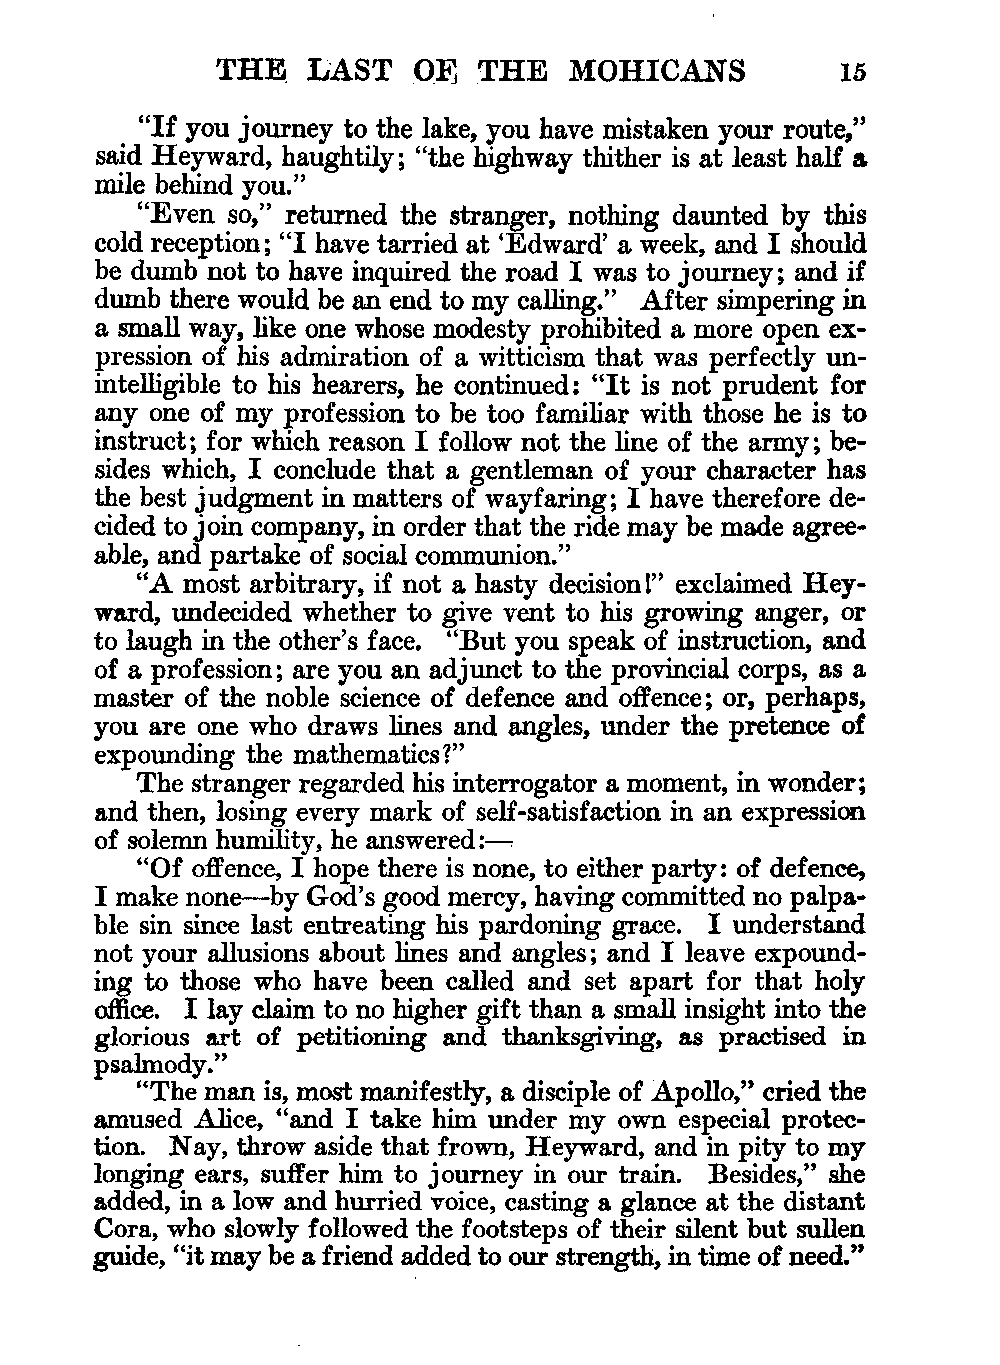 THE LAST OF THE MOHICANS 15
“If you journey to the lake, you have mistaken your route,”
said Heyward, haughtily; “the highway thither is at least half a
mile behind you.”
“Even so,” returned the stranger, nothing daunted by this
cold reception; “I have tarried at ‘Edward’ a week, and I should
be dumb not to have inquired the road I was to journey; and if
dumb there would be an end to my calling.” After simpering in
a small way, like one whose modesty prohibited a more open ex-
pression of his admiration of a witticism that was perfectly un-
intelligible to his hearers, he continued: “It is not prudent for
any one of my profession to be too familiar with those he is to
instruct; for which reason I follow not the line of the army; be-
sides which, I conclude that a gentleman of your character has
the best judgment in matters of wayfaring; I have therefore de-
cided to join company, in order that the ride may be made agree-
able, and partake of social communion.”
“A most arbitrary, if not a hasty decision!” exclaimed Hey-
ward, undecided whether to give vent to his growing anger, or
to laugh in the other’s face. “But you speak of instruction, and
of a profession; are you an adjunct to the provincial corps, as a
master of the noble science of defence and offence; or, perhaps,
you are one who draws lines and angles, under the pretence of
expounding the mathematics?”
The stranger regarded his interrogator a moment, in wonder;
and then, losing every mark of self-satisfaction in an expression
of solemn humility, he answered:—
“Of offence, I hope there is none, to either party: of defence,
I make none—by God’s good mercy, having committed no palpa-
ble sin since last entreating his pardoning grace. I understand
not your allusions about lines and angles; and I leave expound-
ing to those who have been called and set apart for that holy
office. I lay claim to no higher gift than a small insight into the
glorious art of petitioning and thanksgiving, as practised in
psalmody.”
“The man is, most manifestly, a disciple of Apollo,” cried the
amused Alice, “and I take him under my own especial protec-
tion. Nay, throw aside that frown, Heyward, and in pity to my
longing ears, suffer him to journey in our train. Besides,” she
added, in a low and hurried voice, casting a glance at the distant
Cora, who slowly followed the footsteps of their silent but sullen
guide, “it may be a friend added to our strength, in time of need.”